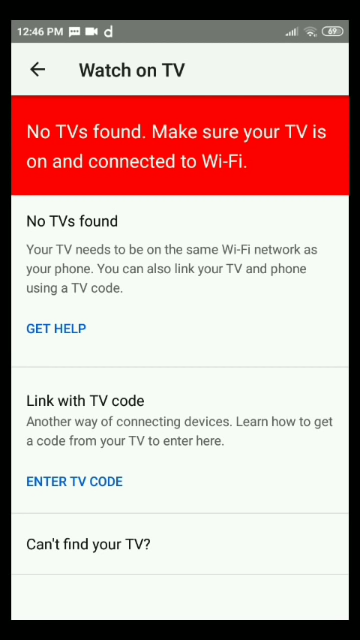 12:46 PM d 69
Watch on TV
No TVs found. Make sure your TV is
on and connected to Wi-Fi.
No TVs found
Your TV needs to be on the same Wi-Fi network as
your phone. You can also link your TV and phone
using a TV code.
GET HELP
Link with TV code
Another way of connecting devices. Learn how to get
a code from your TV to enter here.
ENTER TV CODE
Can't find your TV?